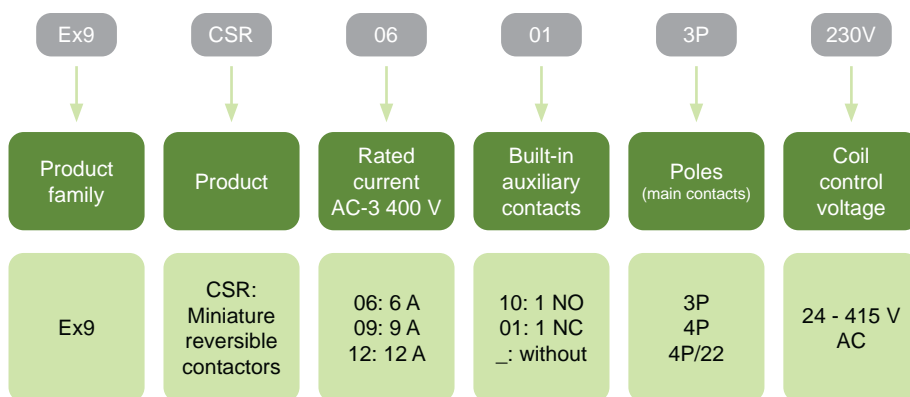 Ex9
CSR
06
01
3P
230V
Product
family
Product
Rated
current
AC-3 400 V
Built-in
auxiliary
contacts
Poles
(main contacts)
Coil
control
voltage
Ex9
CSR:
Miniature
reversible
contactors
06: 6 A
09: 9 A
12: 12 A
10: 1 NO
01: 1 NC
_: without
3P
4P
4P/22
24 - 415 V
AC